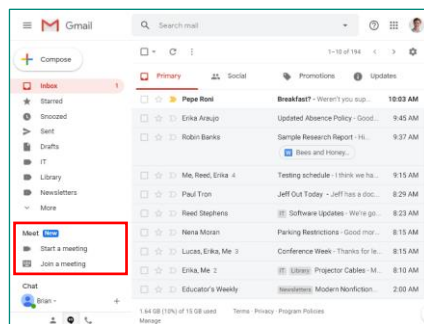 Gmail
Search mail
Compose
1–10 of 194
Primary
Social
Promotions
Updates
Inbox 1
Starred
Snoozed
Sent
Drafts
IT
Library
Newsletters
More
Pepe Roni Breakfast? - Weren't you sup... 10:03 AM
Erika Araujo Updated Absence Policy - Good... 9:45 AM
Robin Banks Sample Research Report - Hi... 9:37 AM
Bees and Honey...
Me, Reed, Erika 4 Testing schedule - I think we ha... 9:15 AM
Paul Tron Jeff Out Today - Jeff has a doc... 8:29 AM
Reed Stephens IT Software Updates - We're go... 8:23 AM
Nena Moran Parking Restrictions - Good mor... 8:15 AM
Lucas, Erika, Me 3 Conference Week - Thanks for le... 8:15 AM
Erika, Me 2 IT Library Projector Cables - M... 8:10 AM
Educator's Weekly Newsletters Modern Nonfiction... 2:00 AM
Meet New
Start a meeting
Join a meeting
Chat
Brian
1.64 GB (10%) of 15 GB used
Manage
Terms - Privacy - Program Policies